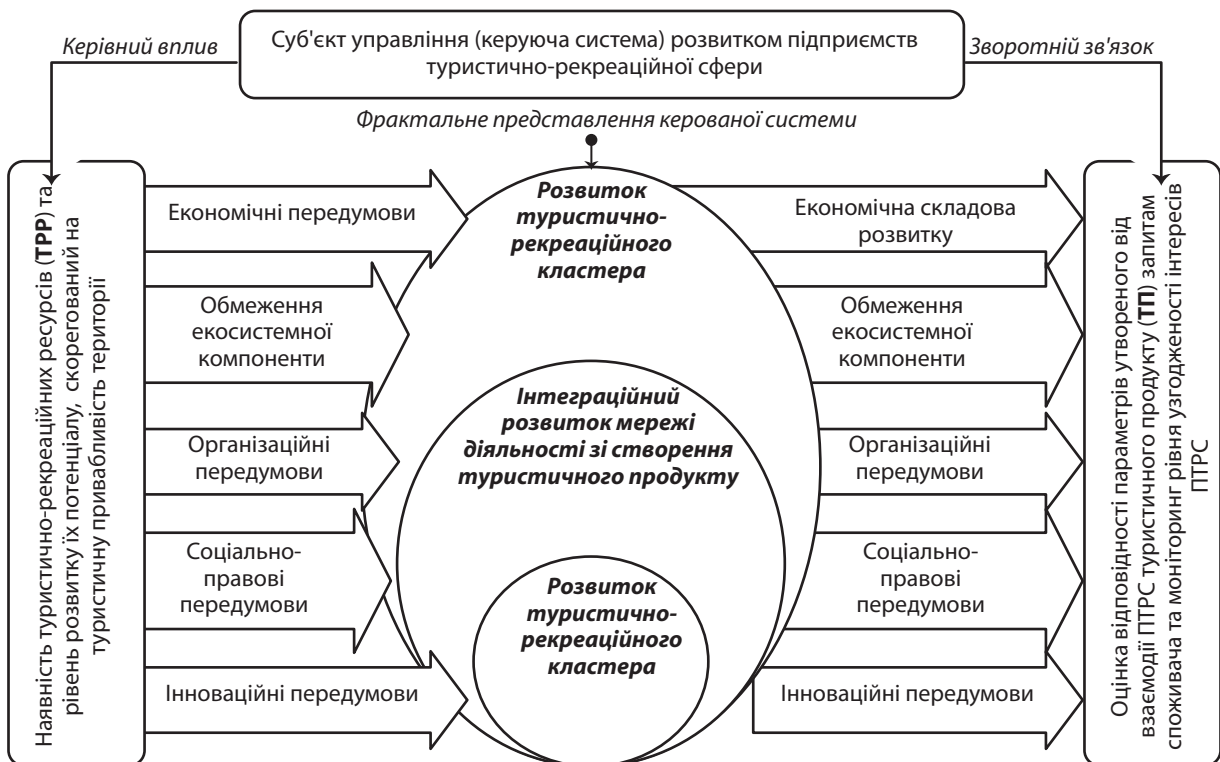 Керівний вплив
Суб'єкт управління (керуюча система) розвитком підприємств
туристично-рекреаційної сфери
Зворотній зв'язок
Фрактальне представлення керованої системи
Наявність туристично-рекреаційних ресурсів (ТРР) та
рівень розвитку їх потенціалу, скорегований на
туристичну привабливість території
Економічні передумови
Обмеження
екосистемної
компоненти
Організаційні
передумови
Соціально-
правові
передумови
Інноваційні передумови
Розвиток
туристично-
рекреаційного
кластера
Інтеграційний
розвиток мережі
діяльності зі створення
туристичного продукту
Розвиток
туристично-
рекреаційного
кластера
Економічна складова
розвитку
Обмеження
екосистемної
компоненти
Організаційні
передумови
Соціально-
правові
передумови
Інноваційні передумови
Оцінка відповідності параметрів утвореного від
взаємодії ПТРС туристичного продукту (ТП) запитам
споживача та моніторинг рівня узгодженості інтересів
ПТРС